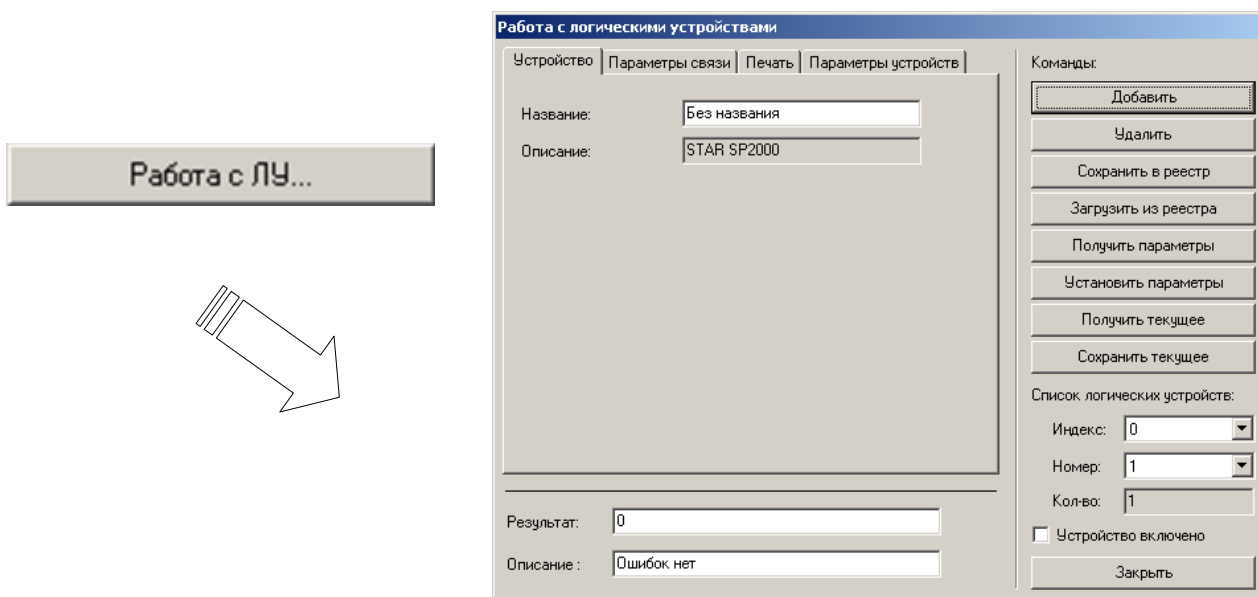 Работа с ЛУ...
Работа с логическими устройствами
Устройство Параметры связи Печать Параметры устройств
Название: Без названия
Описание: STAR SP2000
Результат: 0
Описание : Ошибок нет
Команды:
Добавить
Удалить
Сохранить в реестр
Загрузить из реестра
Получить параметры
Установить параметры
Получить текущее
Сохранить текущее
Список логических устройств:
Индекс: 0
Номер: 1
Кол-во: 1
Устройство включено
Закрыть